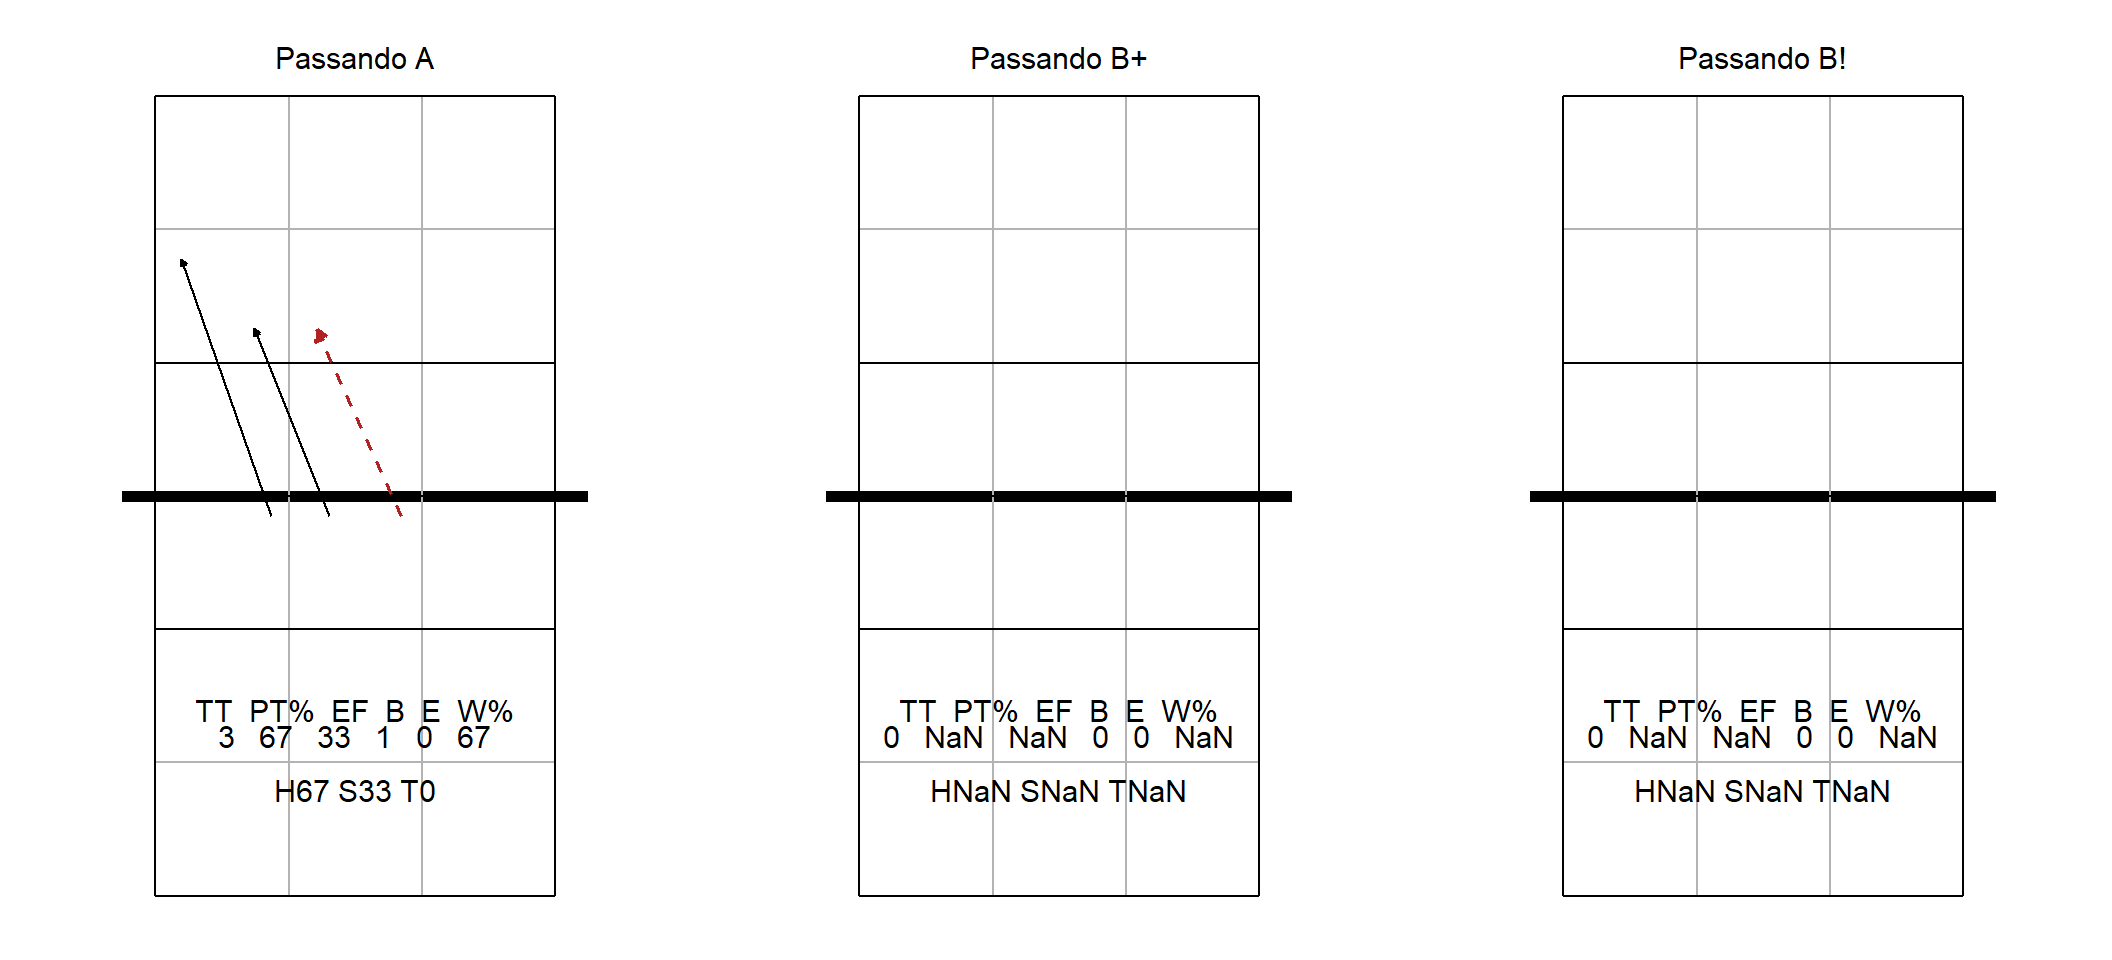 Passando A
TT PT% EF B E W%
3 67 33 1 0 67
H67 S33 T0
Passando B+
TT PT% EF B E W%
0 NaN NaN 0 0 NaN
HNaN SNaN TNaN
Passando B!
TT PT% EF B E W%
0 NaN NaN 0 0 NaN
HNaN SNaN TNaN